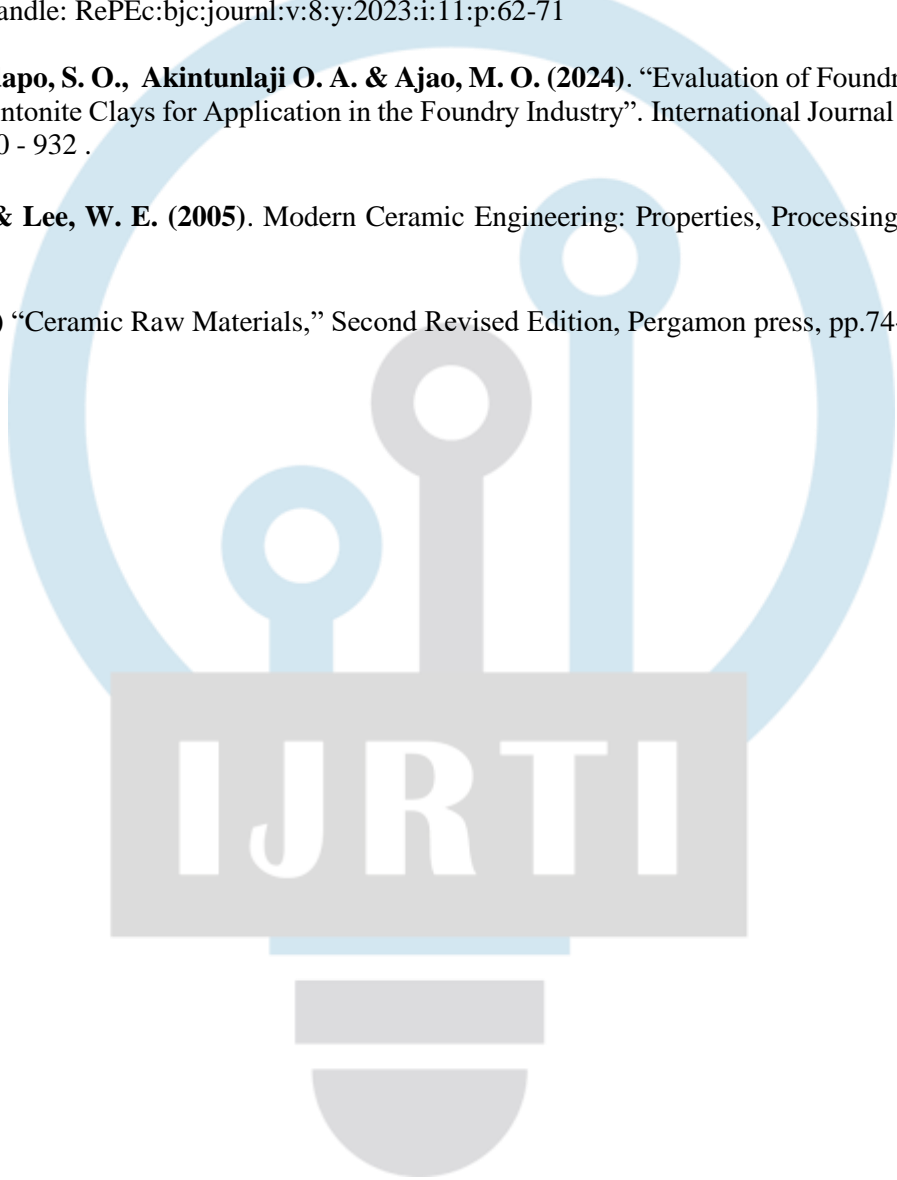 andle: RePEc:bjc:journl:v:8:y:2023:i:11:p:62-71
lapo, S. O., Akintunlaji O. A. & Ajao, M. O. (2024). “Evaluation of Foundr
ntonite Clays for Application in the Foundry Industry”. International Journal
0 - 932 .
& Lee, W. E. (2005). Modern Ceramic Engineering: Properties, Processing,
) “Ceramic Raw Materials,” Second Revised Edition, Pergamon press, pp.74-
IJRTI